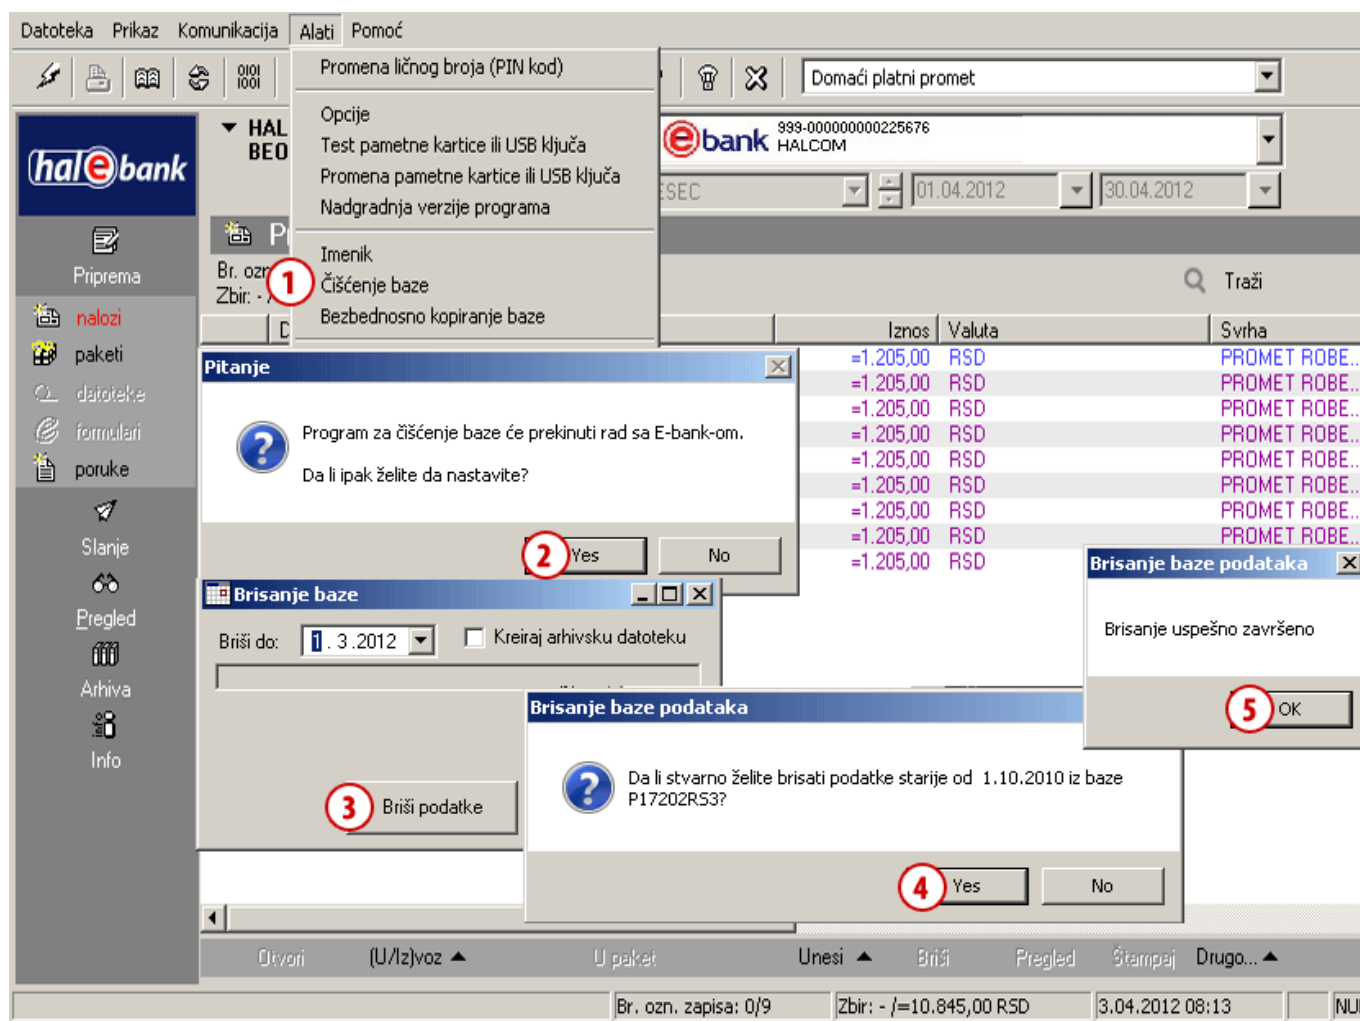 Datoteka Prikaz Komunikacija Alati Pomoć
Promena ličnog broja (PIN kod)
Opcije
Test pametne kartice ili USB ključa
Promena pametne kartice ili USB ključa
Nadgradnja verzije programa
Imenik
1 Čišćenje baze
Bezbednosno kopiranje baze
Domaći platni promet
halebank
HAL
BEO
ebank 999-000000000225676
HALCOM
ESEC 01.04.2012 30.04.2012
Br. ozn
Zbir: - /
Traži
Iznos Valuta Svrha
=1.205,00 RSD PROMET ROBE...
=1.205,00 RSD PROMET ROBE...
=1.205,00 RSD PROMET ROBE...
=1.205,00 RSD PROMET ROBE...
=1.205,00 RSD PROMET ROBE...
=1.205,00 RSD PROMET ROBE...
=1.205,00 RSD PROMET ROBE...
=1.205,00 RSD PROMET ROBE...
=1.205,00 RSD
Priprema
nalozi
paketi
datoteke
formulari
poruke
Slanje
Pregled
Arhiva
Info
Pitanje
Program za čišćenje baze će prekinuti rad sa E-bank-om.
Da li ipak želite da nastavite?
2 Yes No
Brisanje baze
Briši do: 1 . 3 .2012 Kreiraj arhivsku datoteku
3 Briši podatke
Brisanje baze podataka
Da li stvarno želite brisati podatke starije od 1.10.2010 iz baze
P17202RS3?
4 Yes No
Brisanje baze podataka
Brisanje uspešno završeno
5 OK
Otvori (U/Iz)voz U paket Unesi Briši Pregled Štampaj Drugo...
Br. ozn. zapisa: 0/9 Zbir: - /=10.845,00 RSD 3.04.2012 08:13 NU